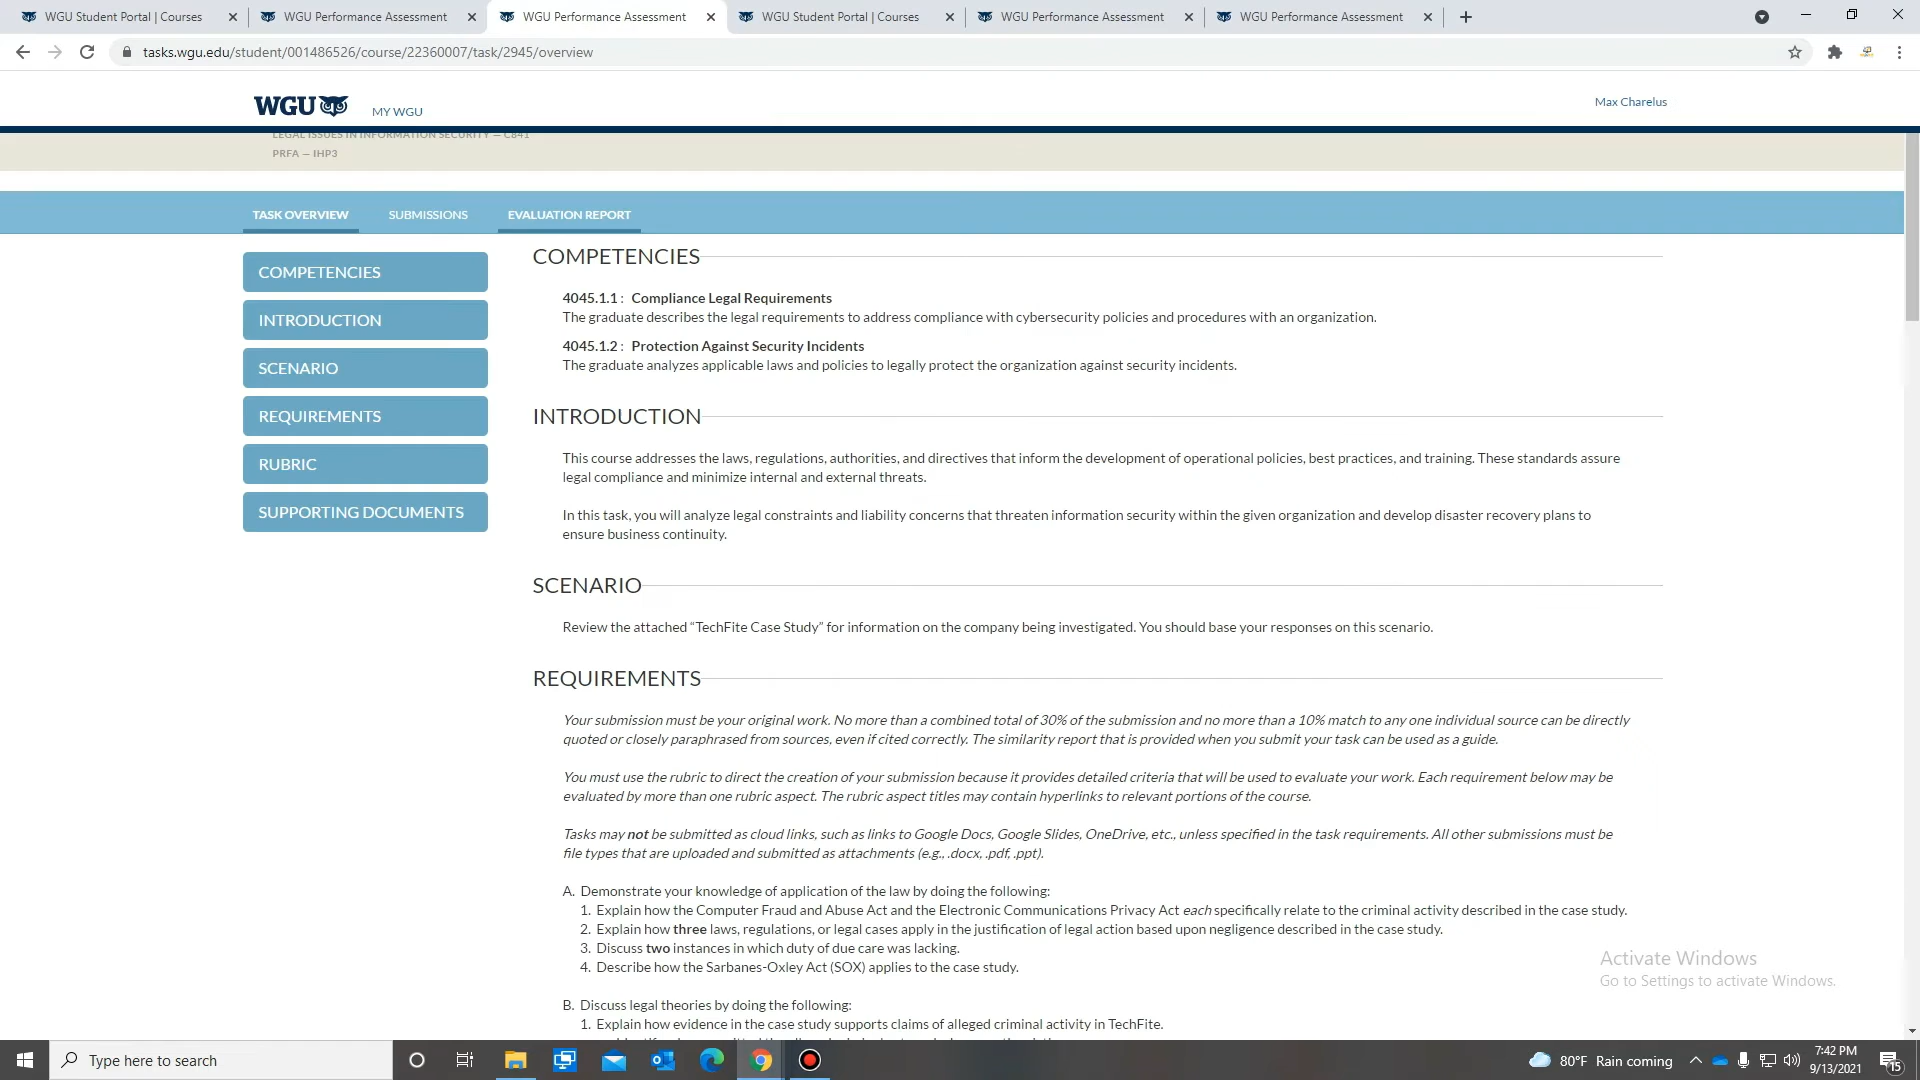 WGU Student Portal | Courses
WGU Performance Assessment
WGU Performance Assessment
WGU Student Portal | Courses
WGU Performance Assessment
WGU Performance Assessment
tasks.wgu.edu/student/001486526/course/22360007/task/2945/overview
WGU
MY WGU
Max Charelus
LEGAL ISSUES IN INFORMATION SECURITY — C841
PRFA — IHP3
TASK OVERVIEW
SUBMISSIONS
EVALUATION REPORT
COMPETENCIES
INTRODUCTION
SCENARIO
REQUIREMENTS
RUBRIC
SUPPORTING DOCUMENTS
COMPETENCIES
4045.1.1 : Compliance Legal Requirements
The graduate describes the legal requirements to address compliance with cybersecurity policies and procedures with an organization.
4045.1.2 : Protection Against Security Incidents
The graduate analyzes applicable laws and policies to legally protect the organization against security incidents.
INTRODUCTION
This course addresses the laws, regulations, authorities, and directives that inform the development of operational policies, best practices, and training. These standards assure
legal compliance and minimize internal and external threats.
In this task, you will analyze legal constraints and liability concerns that threaten information security within the given organization and develop disaster recovery plans to
ensure business continuity.
SCENARIO
Review the attached “TechFite Case Study” for information on the company being investigated. You should base your responses on this scenario.
REQUIREMENTS
Your submission must be your original work. No more than a combined total of 30% of the submission and no more than a 10% match to any one individual source can be directly
quoted or closely paraphrased from sources, even if cited correctly. The similarity report that is provided when you submit your task can be used as a guide.
You must use the rubric to direct the creation of your submission because it provides detailed criteria that will be used to evaluate your work. Each requirement below may be
evaluated by more than one rubric aspect. The rubric aspect titles may contain hyperlinks to relevant portions of the course.
Tasks may not be submitted as cloud links, such as links to Google Docs, Google Slides, OneDrive, etc., unless specified in the task requirements. All other submissions must be
file types that are uploaded and submitted as attachments (e.g., .docx, .pdf, .ppt).
A. Demonstrate your knowledge of application of the law by doing the following:
1. Explain how the Computer Fraud and Abuse Act and the Electronic Communications Privacy Act each specifically relate to the criminal activity described in the case study.
2. Explain how three laws, regulations, or legal cases apply in the justification of legal action based upon negligence described in the case study.
3. Discuss two instances in which duty of due care was lacking.
4. Describe how the Sarbanes-Oxley Act (SOX) applies to the case study.
B. Discuss legal theories by doing the following:
1. Explain how evidence in the case study supports claims of alleged criminal activity in TechFite.
Activate Windows
Go to Settings to activate Windows.
Type here to search
80°F Rain coming
7:42 PM
9/13/2021
15